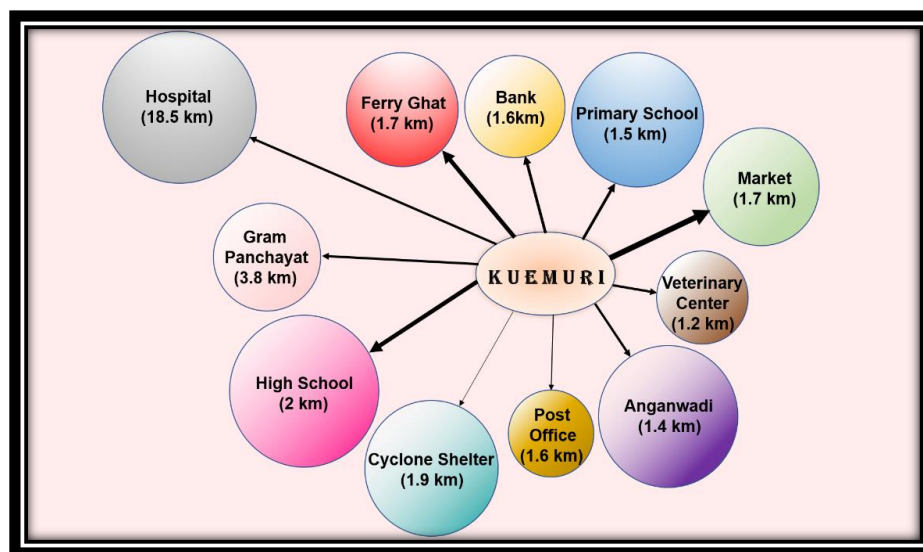 Hospital
(18.5 km)
Ferry Ghat
(1.7 km)
Bank
(1.6km)
Primary School
(1.5 km)
Market
(1.7 km)
Gram
Panchayat
(3.8 km)
KUEMURI
Veterinary
Center
(1.2 km)
High School
(2 km)
Cyclone Shelter
(1.9 km)
Post
Office
(1.6 km)
Anganwadi
(1.4 km)